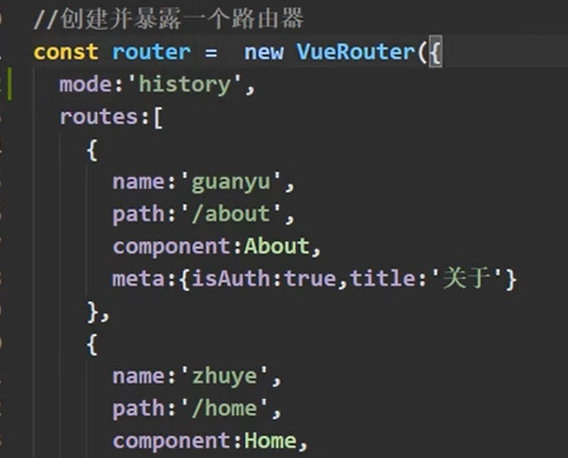 //创建并暴露一个路由器
const router =  new VueRouter({
mode:'history',
routes:[
{
name:'guanyu',
path:'/about',
component:About,
meta:{isAuth:true,title:'关于'}
},
{
name:'zhuye',
path:'/home',
component:Home,